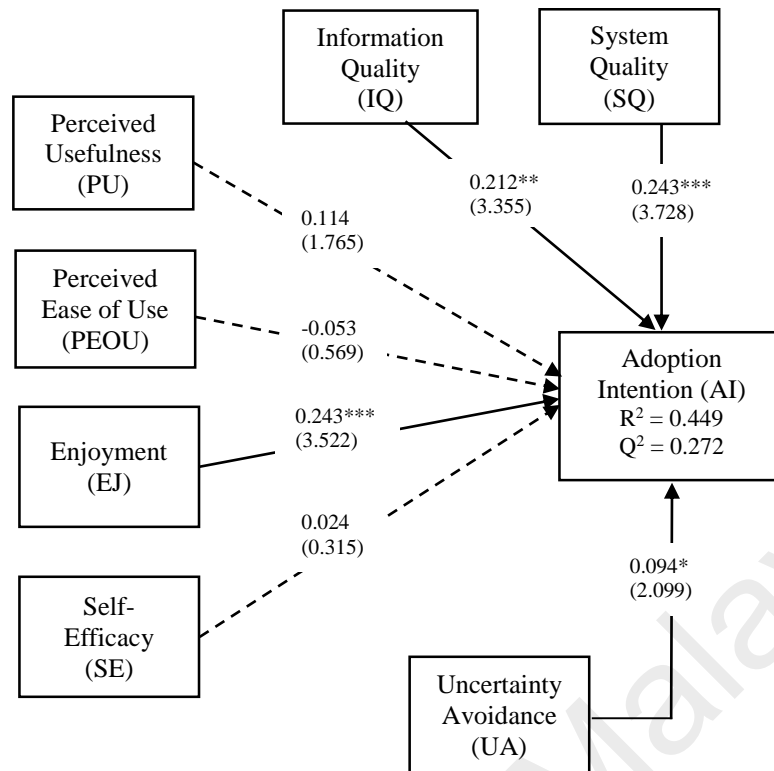 Information
Quality
(IQ)
System
Quality
(SQ)
Perceived
Usefulness
(PU)
0.212**
(3.355)
0.243***
(3.728)
0.114
(1.765)
Perceived
Ease of Use
(PEOU)
-0.053
(0.569)
Adoption
Intention (AI)
R² = 0.449
Q² = 0.272
0.243***
(3.522)
Enjoyment
(EJ)
0.024
(0.315)
0.094*
(2.099)
Self-
Efficacy
(SE)
Uncertainty
Avoidance
(UA)
Malay